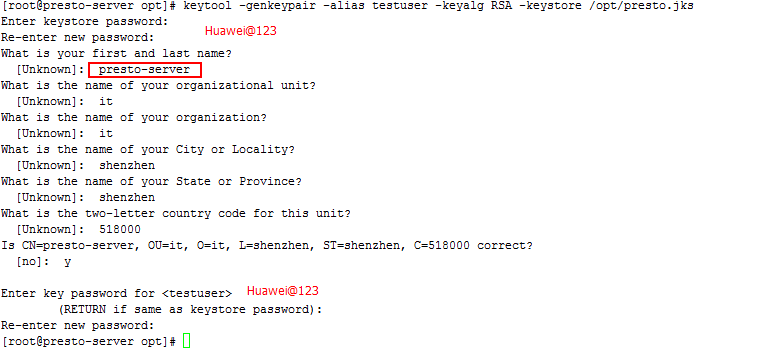 [root@presto-server opt]# keytool -genkeypair -alias testuser -keyalg RSA -keystore /opt/presto.jks
Enter keystore password:
Huawei@123
Re-enter new password:
What is your first and last name?
[Unknown]: presto-server
What is the name of your organizational unit?
[Unknown]: it
What is the name of your organization?
[Unknown]: it
What is the name of your City or Locality?
[Unknown]: shenzhen
What is the name of your State or Province?
[Unknown]: shenzhen
What is the two-letter country code for this unit?
[Unknown]: 518000
Is CN=presto-server, OU=it, O=it, L=shenzhen, ST=shenzhen, C=518000 correct?
[no]: y
Enter key password for <testuser> Huawei@123
(RETURN if same as keystore password):
Re-enter new password:
[root@presto-server opt]#